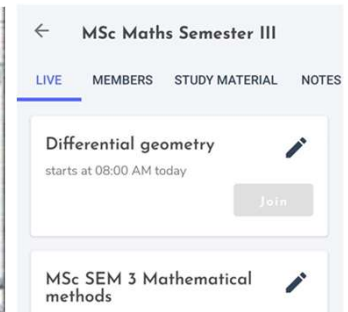 MSc Maths Semester III
LIVE MEMBERS STUDY MATERIAL NOTES
Differential geometry
starts at 08:00 AM today
Join
MSc SEM 3 Mathematical
methods